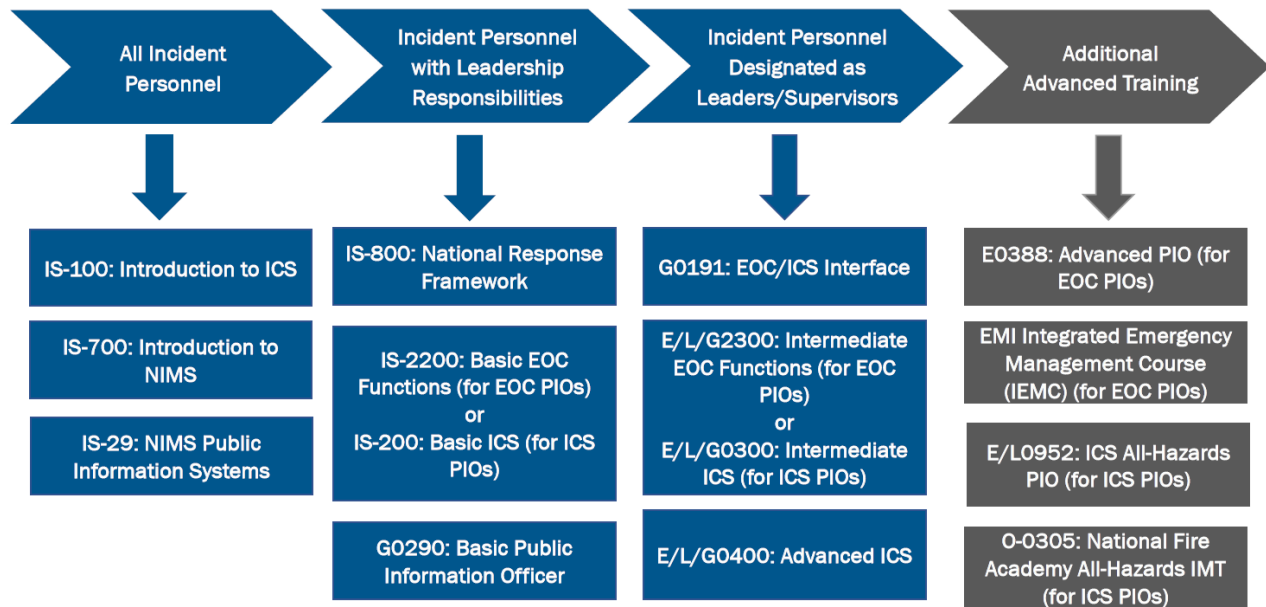 All Incident
Personnel
Incident Personnel
with Leadership
Responsibilities
Incident Personnel
Designated as
Leaders/Supervisors
Additional
Advanced Training
IS-100: Introduction to ICS
IS-700: Introduction to
NIMS
IS-29: NIMS Public
Information Systems
IS-800: National Response
Framework
IS-2200: Basic EOC
Functions (for EOC PIOs)
or
IS-200: Basic ICS (for ICS
PIOs)
G0290: Basic Public
Information Officer
G0191: EOC/ICS Interface
E/L/G2300: Intermediate
EOC Functions (for EOC
PIOs)
or
E/L/G0300: Intermediate
ICS (for ICS PIOs)
E/L/G0400: Advanced ICS
E0388: Advanced PIO (for
EOC PIOs)
EMI Integrated Emergency
Management Course
(IEMC) (for EOC PIOs)
E/L0952: ICS All-Hazards
PIO (for ICS PIOs)
O-0305: National Fire
Academy All-Hazards IMT
(for ICS PIOs)